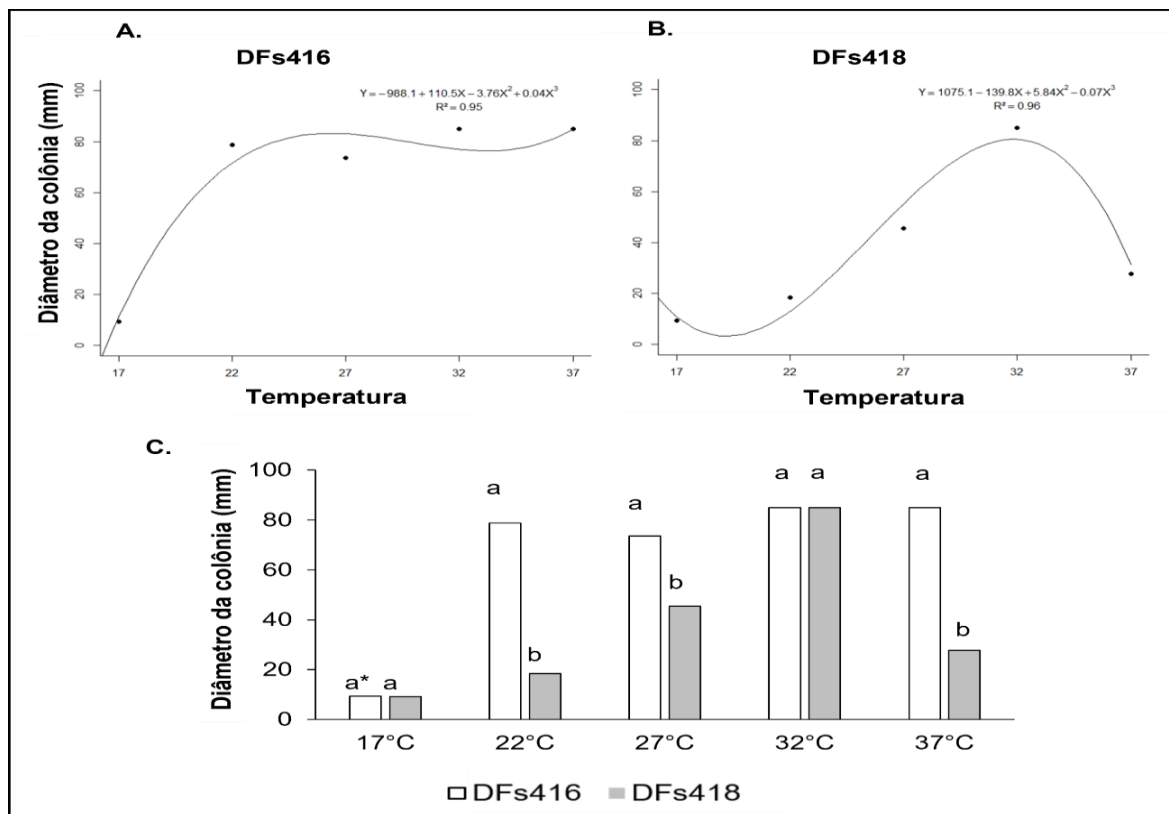 A.
DFs416
Y = −988.1 + 110.5X − 3.76X² + 0.04X³
R² = 0.95
Diâmetro da colônia (mm)
100
80
60
40
20
0
17 22 27 32 37
Temperatura
B.
DFs418
Y = 1075.1 − 139.8X + 5.84X² − 0.07X³
R² = 0.96
100
80
60
40
20
0
17 22 27 32 37
Temperatura
C.
Diâmetro da colônia (mm)
100
80
60
40
20
0
a* a
a b
a b
a a
a b
17°C 22°C 27°C 32°C 37°C
DFs416 DFs418